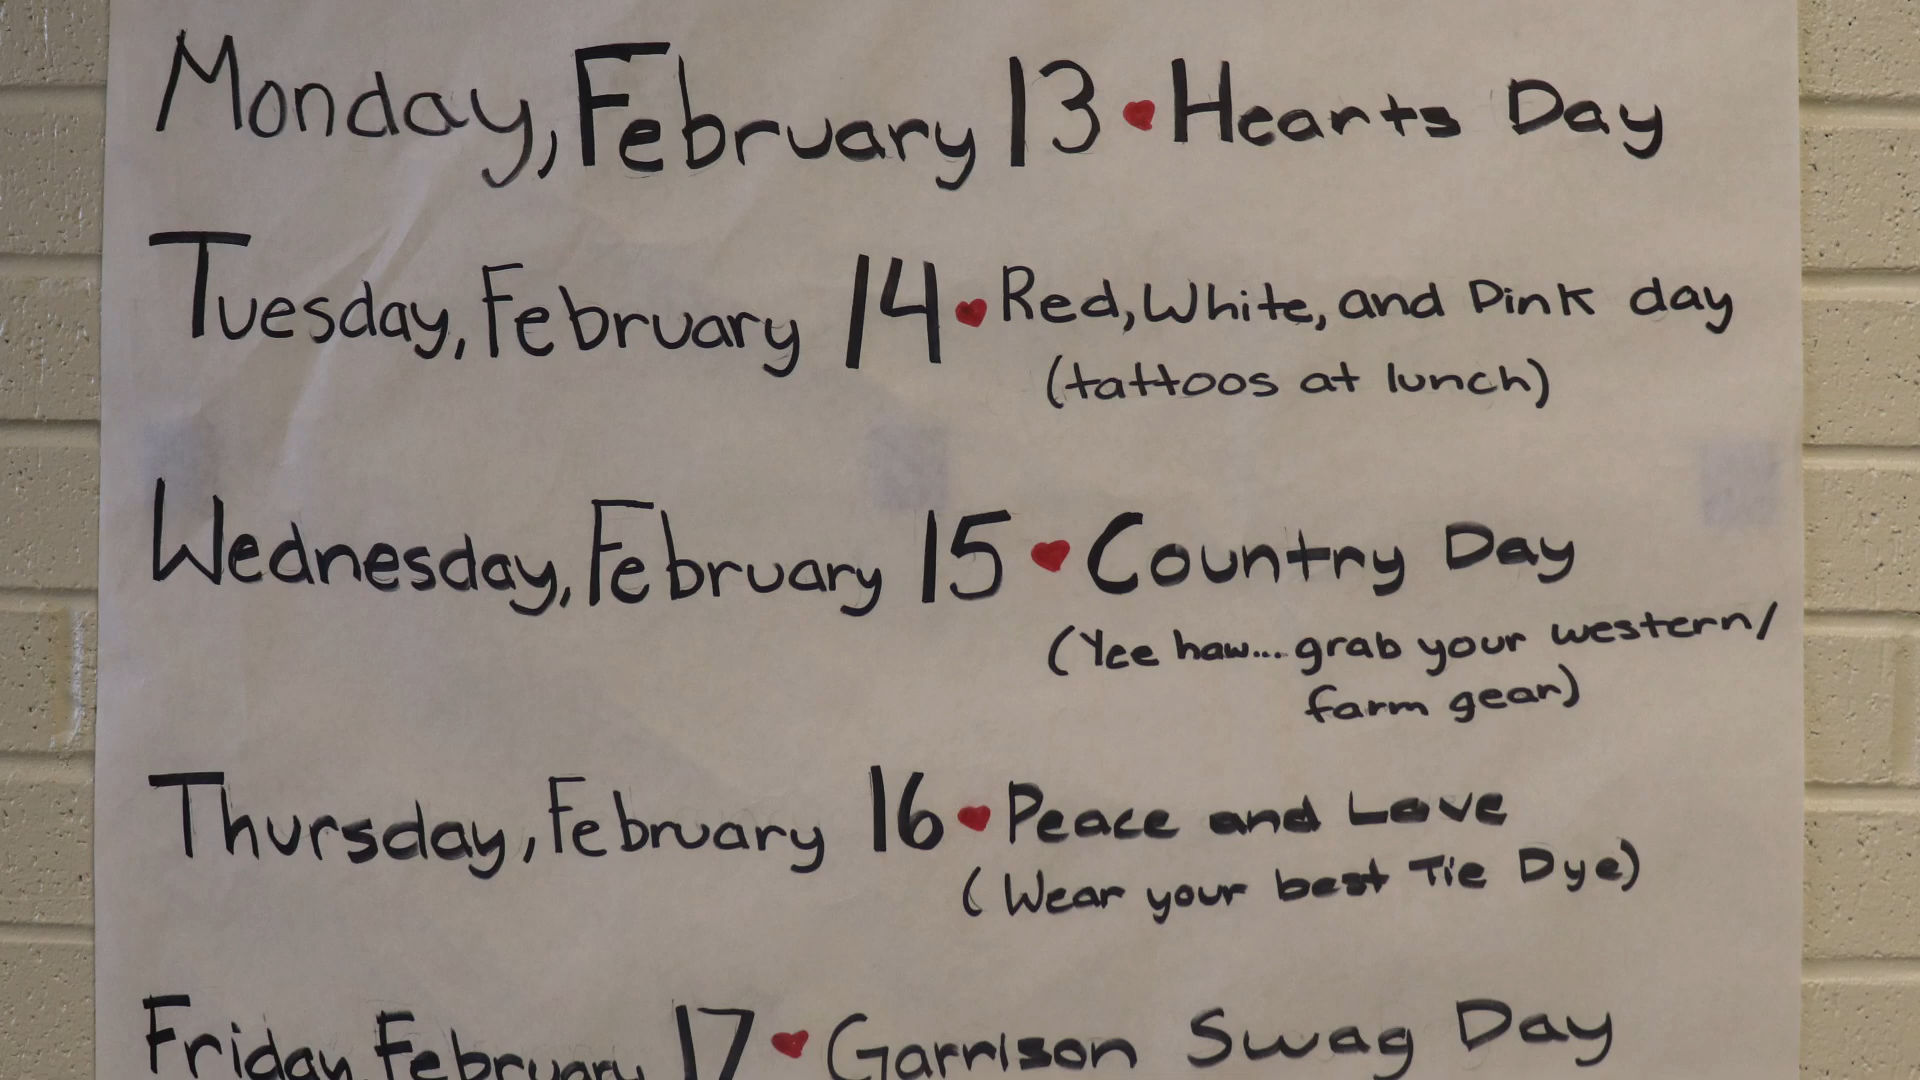 Monday, February 13 ♥ Hearts Day
Tuesday, February 14 ♥ Red, White, and Pink day
(tattoos at lunch)
Wednesday, February 15 ♥ Country Day
(Yee haw... grab your western/
farm gear)
Thursday, February 16 ♥ Peace and Love
(Wear your best Tie Dye)
Friday, February 17 ♥ Garrison Swag Day